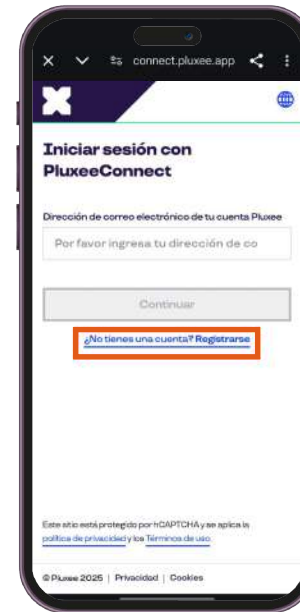 connect.pluxee.app
Iniciar sesión con
PluxeeConnect
Dirección de correo electrónico de tu cuenta Pluxee
Por favor ingresa tu dirección de co
Continuar
¿No tienes una cuenta? Registrarse
Este sitio está protegido por hCAPTCHA y se aplica la
política de privacidad y los Términos de uso.
© Pluxee 2025 | Privacidad | Cookies